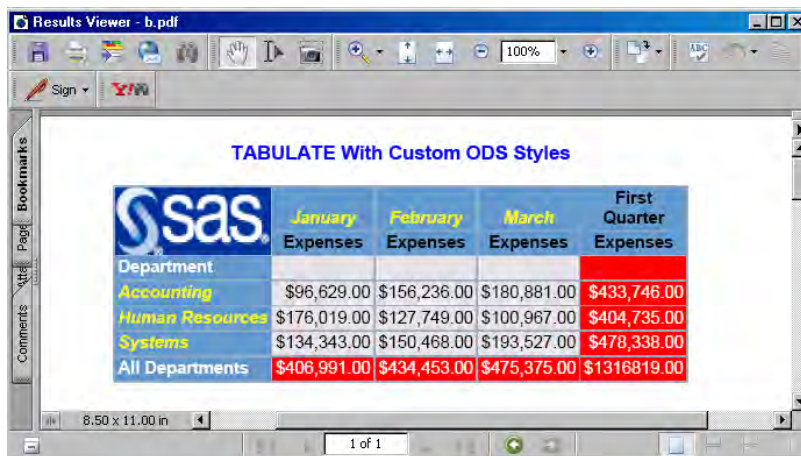 Results Viewer - b.pdf
100%
ABC
Sign
Y!
Bookmarks
Page
Atta
Comments
TABULATE With Custom ODS Styles
sas.
January February March First Quarter
Expenses Expenses Expenses Expenses
Department
Accounting $96,629.00 $156,236.00 $180,881.00 $433,746.00
Human Resources $176,019.00 $127,749.00 $100,967.00 $404,735.00
Systems $134,343.00 $150,468.00 $193,527.00 $478,338.00
All Departments $406,991.00 $434,453.00 $475,375.00 $1316819.00
8.50 x 11.00 in
1 of 1